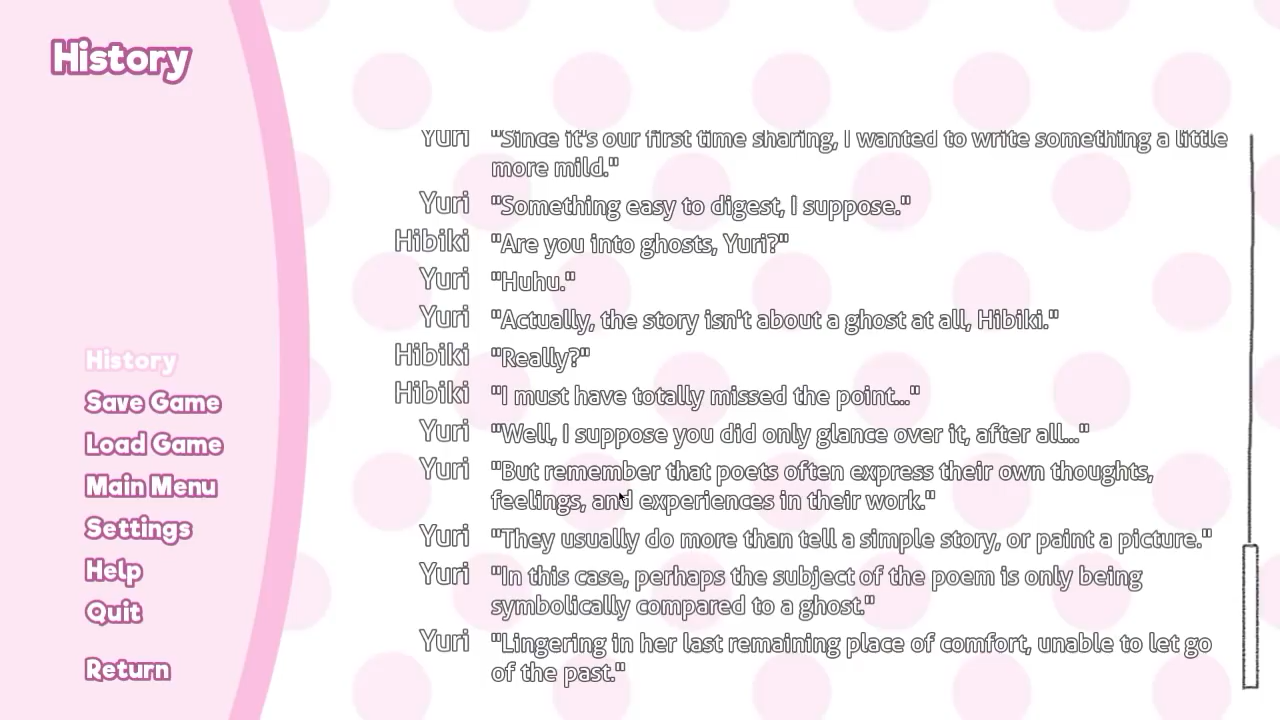 History
Yuri "Since it's our first time sharing, I wanted to write something a little
more mild."
Yuri "Something easy to digest, I suppose."
Hibiki "Are you into ghosts, Yuri?"
Yuri "Huhu."
Yuri "Actually, the story isn't about a ghost at all, Hibiki."
Hibiki "Really?"
Hibiki "I must have totally missed the point..."
Yuri "Well, I suppose you did only glance over it, after all..."
Yuri "But remember that poets often express their own thoughts,
feelings, and experiences in their work."
Yuri "They usually do more than tell a simple story, or paint a picture."
Yuri "In this case, perhaps the subject of the poem is only being
symbolically compared to a ghost."
Yuri "Lingering in her last remaining place of comfort, unable to let go
of the past."
History
Save Game
Load Game
Main Menu
Settings
Help
Quit
Return